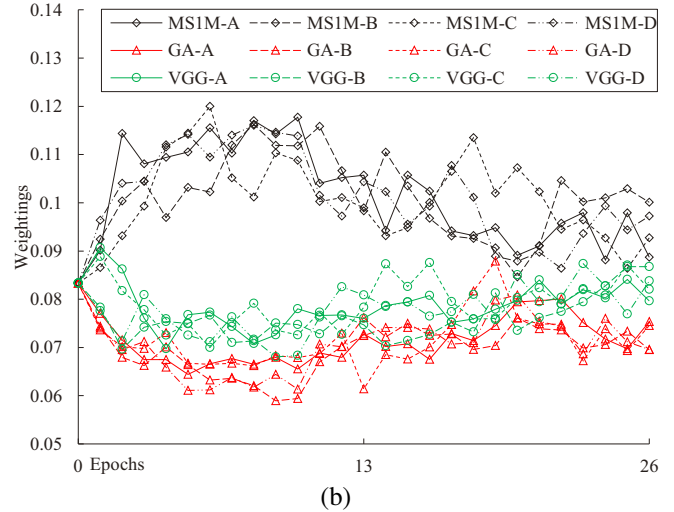 0.14
0.13
0.12
0.11
0.1
0.09
0.08
0.07
0.06
0.05
Weightings
MS1M-A MS1M-B MS1M-C MS1M-D
GA-A GA-B GA-C GA-D
VGG-A VGG-B VGG-C VGG-D
0 Epochs 13 26
(b)